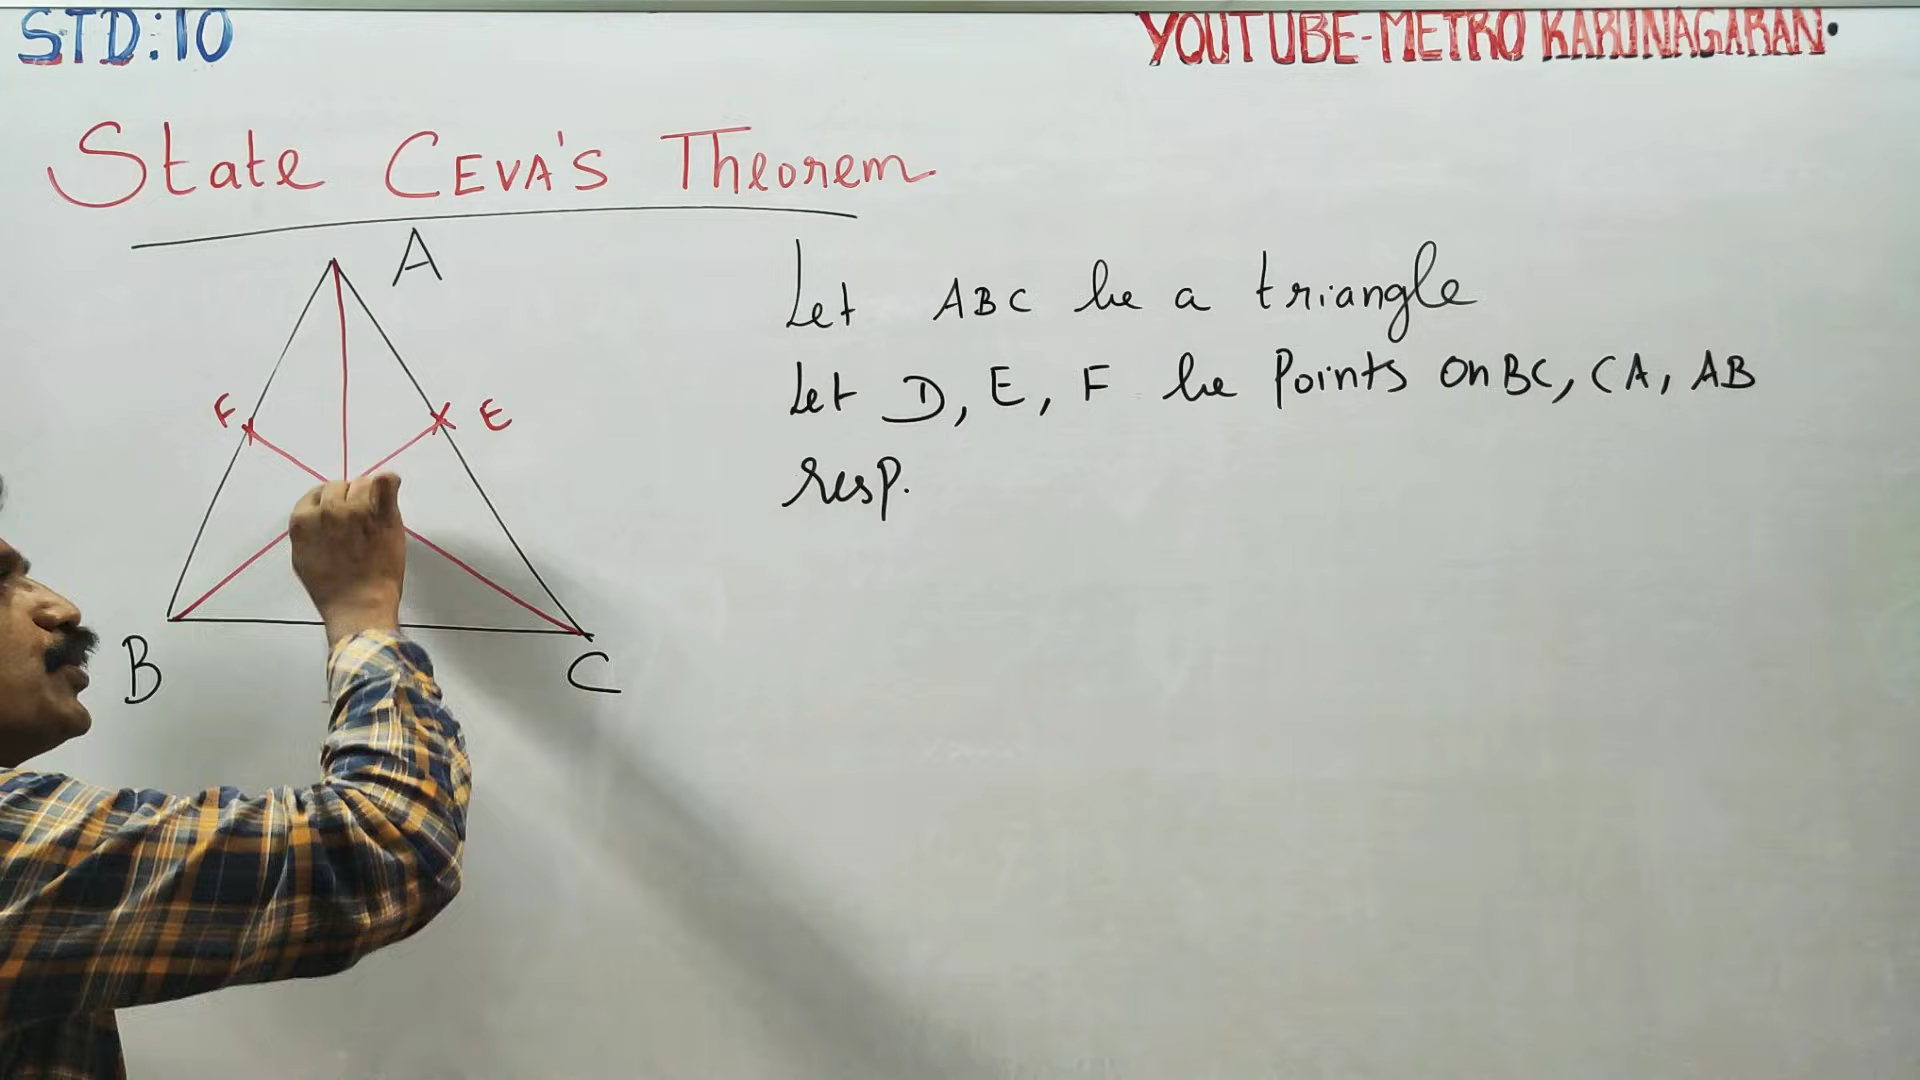 STD:10
YOUTUBE-METRO KARUNAGARAN.
State CEVA'S Theorem
A
Let ABC be a triangle
Let D, E, F be Points on BC, CA, AB
resp.
F
E
B
C